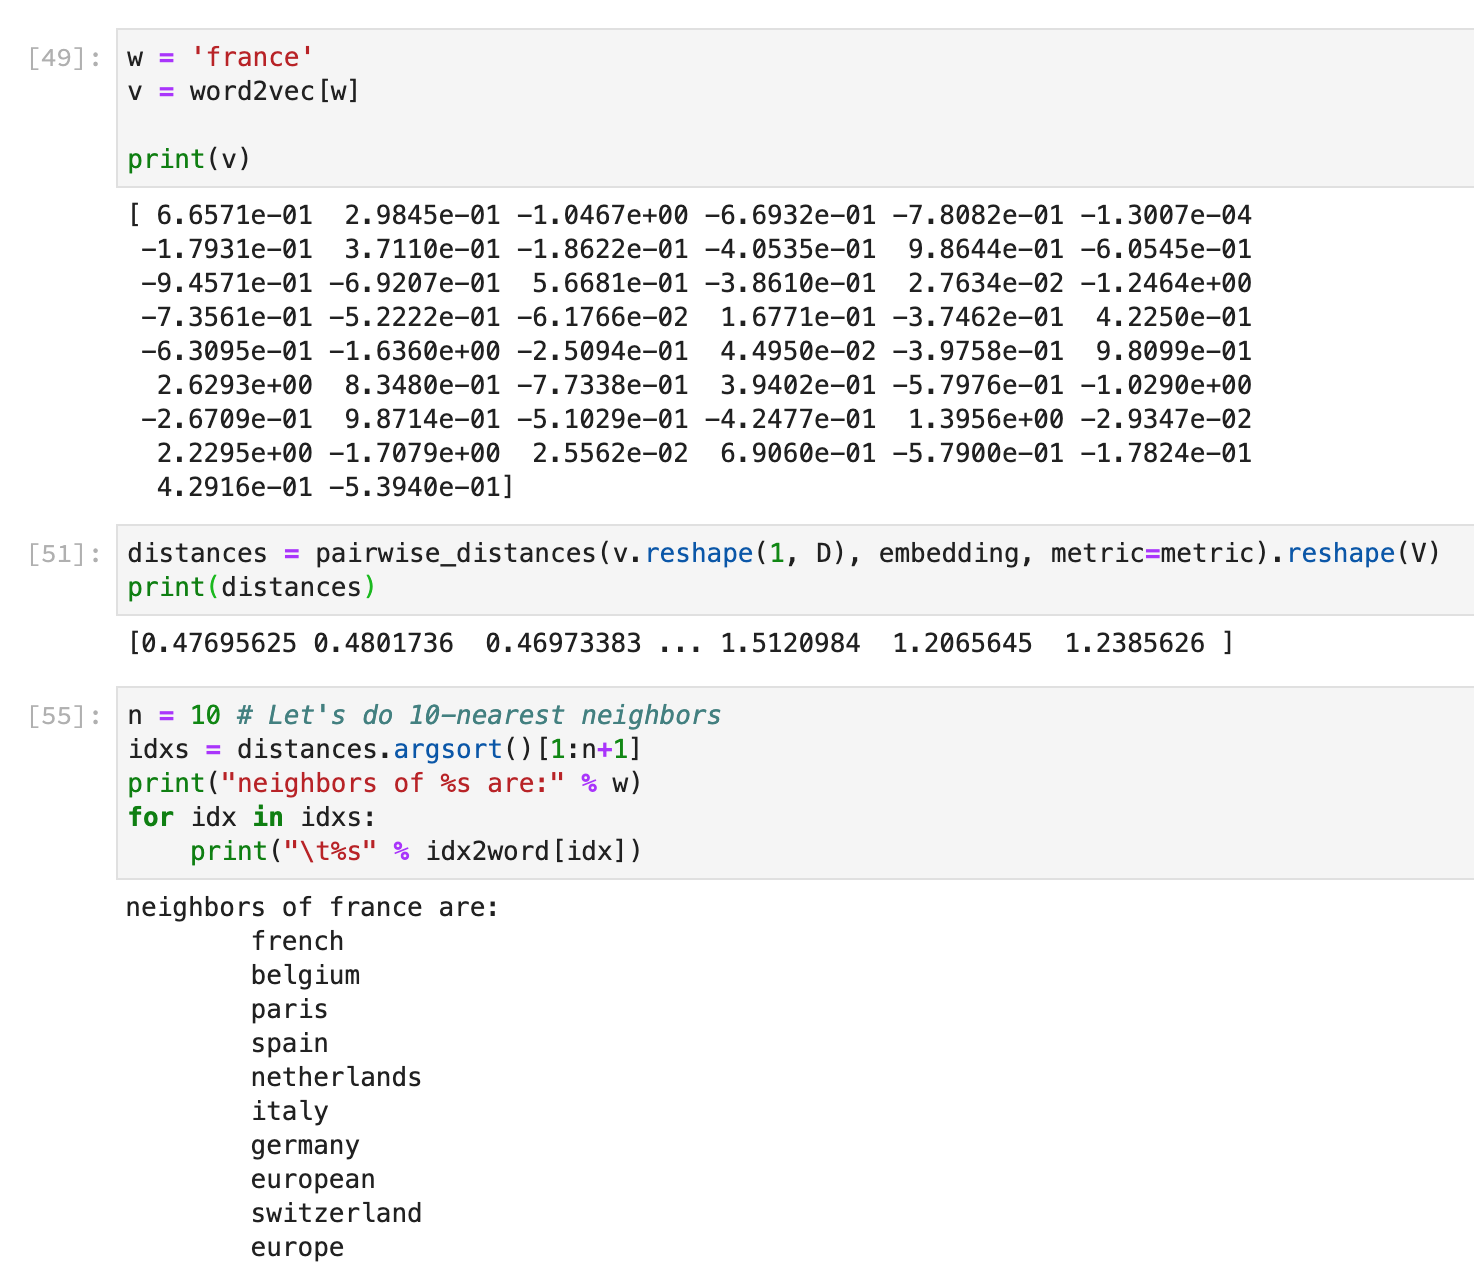 [49]: w = 'france'
v = word2vec[w]
print(v)
[ 6.6571e-01  2.9845e-01 -1.0467e+00 -6.6932e-01 -7.8082e-01 -1.3007e-04
 -1.7931e-01  3.7110e-01 -1.8622e-01 -4.0535e-01  9.8644e-01 -6.0545e-01
 -9.4571e-01 -6.9207e-01  5.6681e-01 -3.8610e-01  2.7634e-02 -1.2464e+00
 -7.3561e-01 -5.2222e-01 -6.1766e-02  1.6771e-01 -3.7462e-01  4.2250e-01
 -6.3095e-01 -1.6360e+00 -2.5094e-01  4.4950e-02 -3.9758e-01  9.8099e-01
  2.6293e+00  8.3480e-01 -7.7338e-01  3.9402e-01 -5.7976e-01 -1.0290e+00
 -2.6709e-01  9.8714e-01 -5.1029e-01 -4.2477e-01  1.3956e+00 -2.9347e-02
  2.2295e+00 -1.7079e+00  2.5562e-02  6.9060e-01 -5.7900e-01 -1.7824e-01
  4.2916e-01 -5.3940e-01]
[51]: distances = pairwise_distances(v.reshape(1, D), embedding, metric=metric).reshape(V)
print(distances)
[0.47695625 0.4801736  0.46973383 ... 1.5120984  1.2065645  1.2385626 ]
[55]: n = 10 # Let's do 10-nearest neighbors
idxs = distances.argsort()[1:n+1]
print("neighbors of %s are:" % w)
for idx in idxs:
    print("\t%s" % idx2word[idx])
neighbors of france are:
        french
        belgium
        paris
        spain
        netherlands
        italy
        germany
        european
        switzerland
        europe